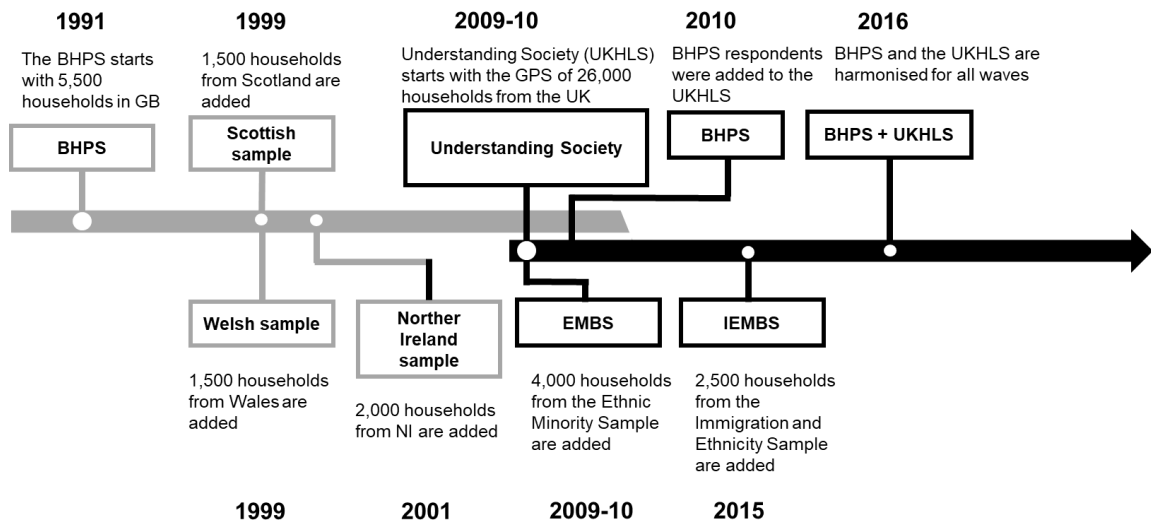 1991
The BHPS starts
with 5,500
households in GB
BHPS
1999
1,500 households
from Scotland are
added
Scottish
sample
2009-10
Understanding Society (UKHLS)
starts with the GPS of 26,000
households from the UK
Understanding Society
2010
BHPS respondents
were added to the
UKHLS
BHPS
2016
BHPS and the UKHLS are
harmonised for all waves
BHPS + UKHLS
Welsh sample
1,500 households
from Wales are
added
1999
Norther
Ireland
sample
2,000 households
from NI are added
2001
EMBS
4,000 households
from the Ethnic
Minority Sample
are added
2009-10
IEMBS
2,500 households
from the
Immigration and
Ethnicity Sample
are added
2015